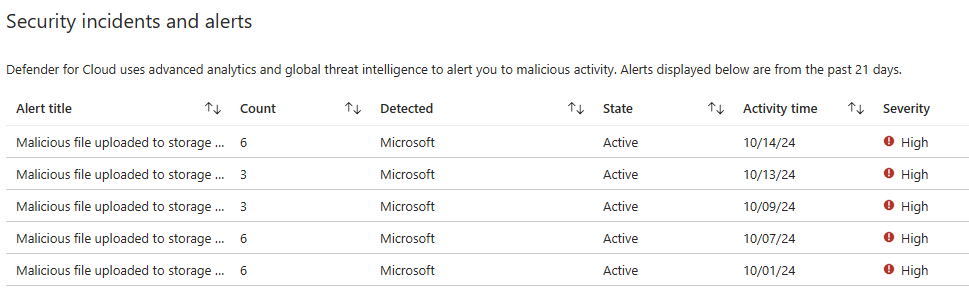 Security incidents and alerts
Defender for Cloud uses advanced analytics and global threat intelligence to alert you to malicious activity. Alerts displayed below are from the past 21 days.
Alert title Count Detected State Activity time Severity
Malicious file uploaded to storage ... 6 Microsoft Active 10/14/24 High
Malicious file uploaded to storage ... 3 Microsoft Active 10/13/24 High
Malicious file uploaded to storage ... 3 Microsoft Active 10/09/24 High
Malicious file uploaded to storage ... 6 Microsoft Active 10/07/24 High
Malicious file uploaded to storage ... 6 Microsoft Active 10/01/24 High